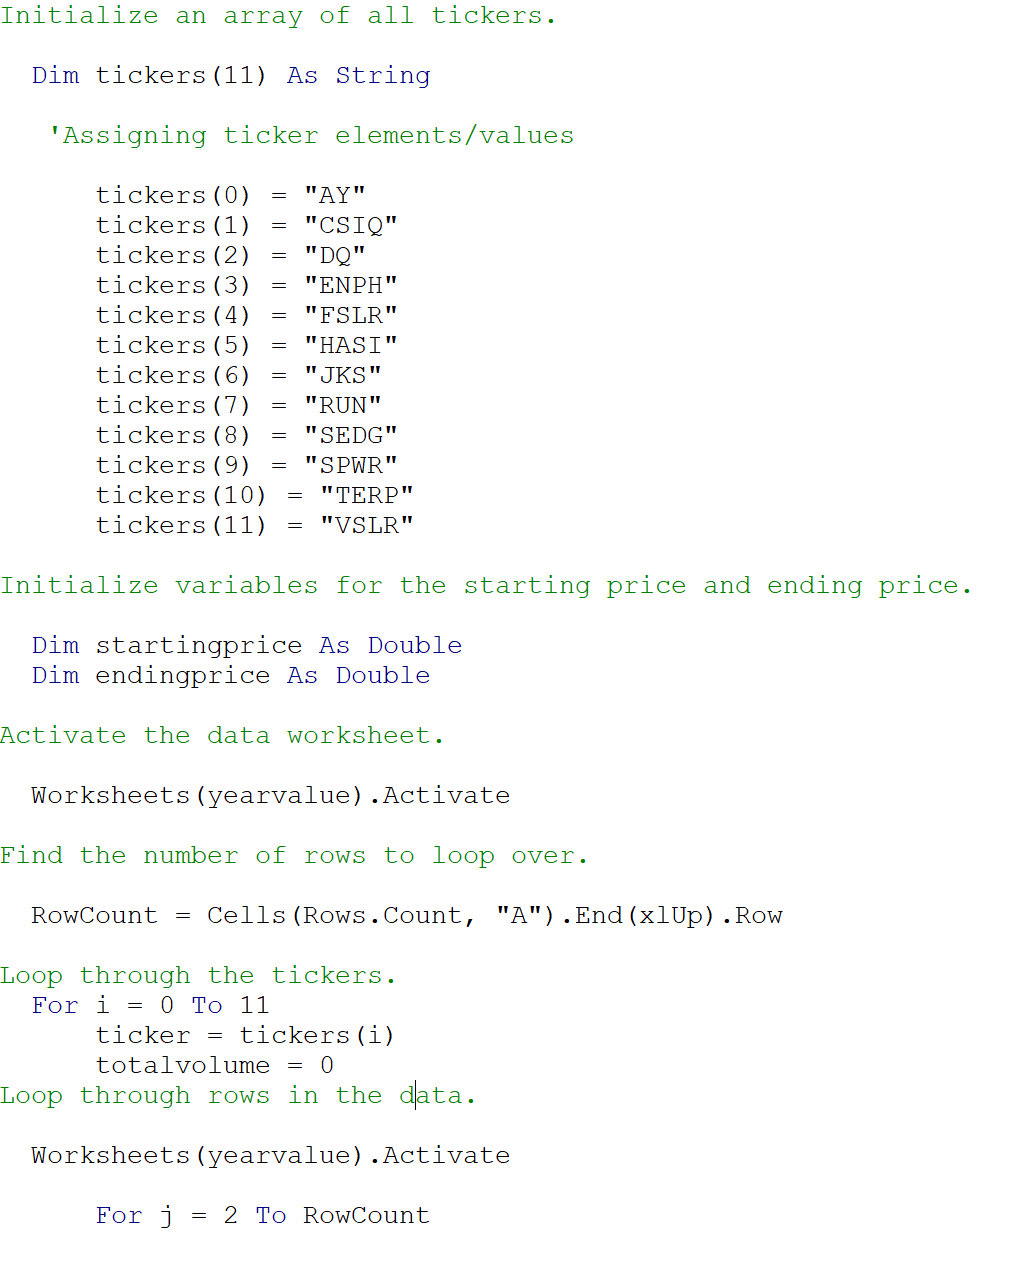 Initialize an array of all tickers.
Dim tickers(11) As String
'Assigning ticker elements/values
tickers(0) = "AY"
tickers(1) = "CSIQ"
tickers(2) = "DQ"
tickers(3) = "ENPH"
tickers(4) = "FSLR"
tickers(5) = "HASI"
tickers(6) = "JKS"
tickers(7) = "RUN"
tickers(8) = "SEDG"
tickers(9) = "SPWR"
tickers(10) = "TERP"
tickers(11) = "VSLR"
Initialize variables for the starting price and ending price.
Dim startingprice As Double
Dim endingprice As Double
Activate the data worksheet.
Worksheets(yearvalue).Activate
Find the number of rows to loop over.
RowCount = Cells(Rows.Count, "A").End(xlUp).Row
Loop through the tickers.
For i = 0 To 11
ticker = tickers(i)
totalvolume = 0
Loop through rows in the data.
Worksheets(yearvalue).Activate
For j = 2 To RowCount